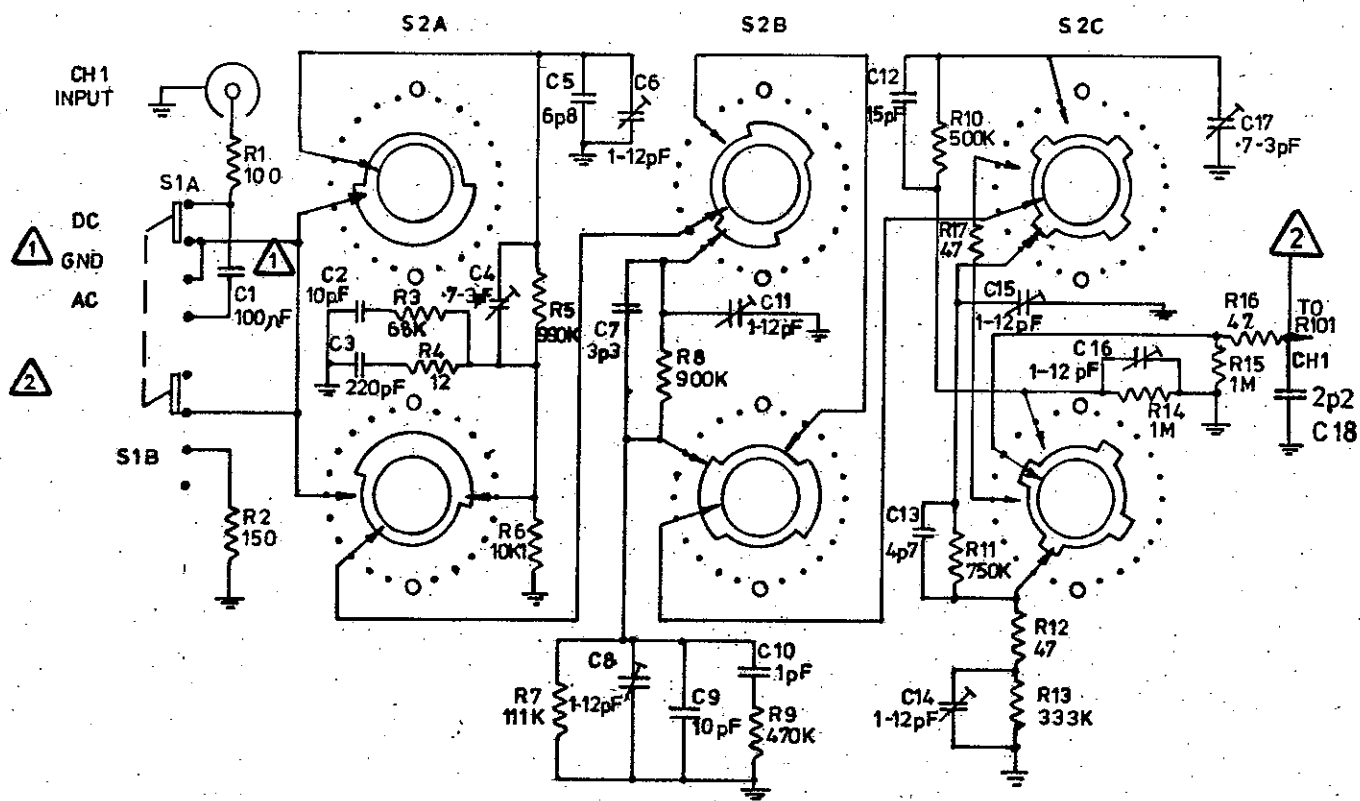 S2A
S2B
S2C
CH1
INPUT
R1
100
S1A
DC
GND
AC
1
1
C1
100nF
2
S1B
R2
150
C2
10pF
R3
68K
C3
220pF
R4
12
C4
·7-3pF
R5
990K
R6
10K1
C5
6p8
C6
1-12pF
C7
3p3
R8
900K
C11
1-12pF
R7
111K
C8
1-12pF
C9
10pF
C10
1pF
R9
470K
C12
15pF
R10
500K
C17
·7-3pF
R17
47
C15
1-12pF
C16
1-12pF
R14
1M
R15
1M
R16
47
2
TO
R101
CH1
2p2
C18
C13
4p7
R11
750K
R12
47
C14
1-12pF
R13
333K